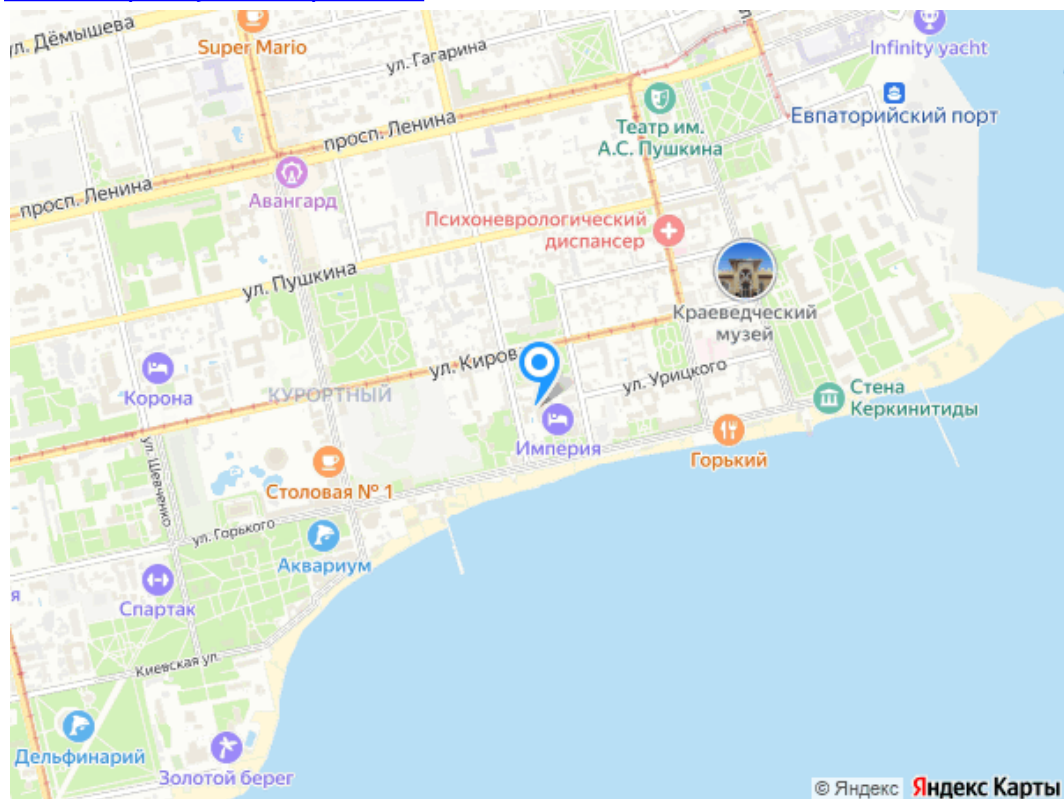 ул. Дёмышева
Super Mario
ул. Гагарина
Infinity yacht
Евпаторийский порт
просп. Ленина
Театр им.
А.С. Пушкина
просп. Ленина
Авангард
Психоневрологический
диспансер
ул. Пушкина
Краеведческий
музей
ул. Киров
ул. Урицкого
Корона
КУРОРТНЫЙ
Стена
Керкинитиды
Империя
Горький
ул. Шевченко
Столовая № 1
ул. Горького
Аквариум
я
Спартак
Киевская ул.
Дельфинарий
Золотой берег
© Яндекс Яндекс Карты